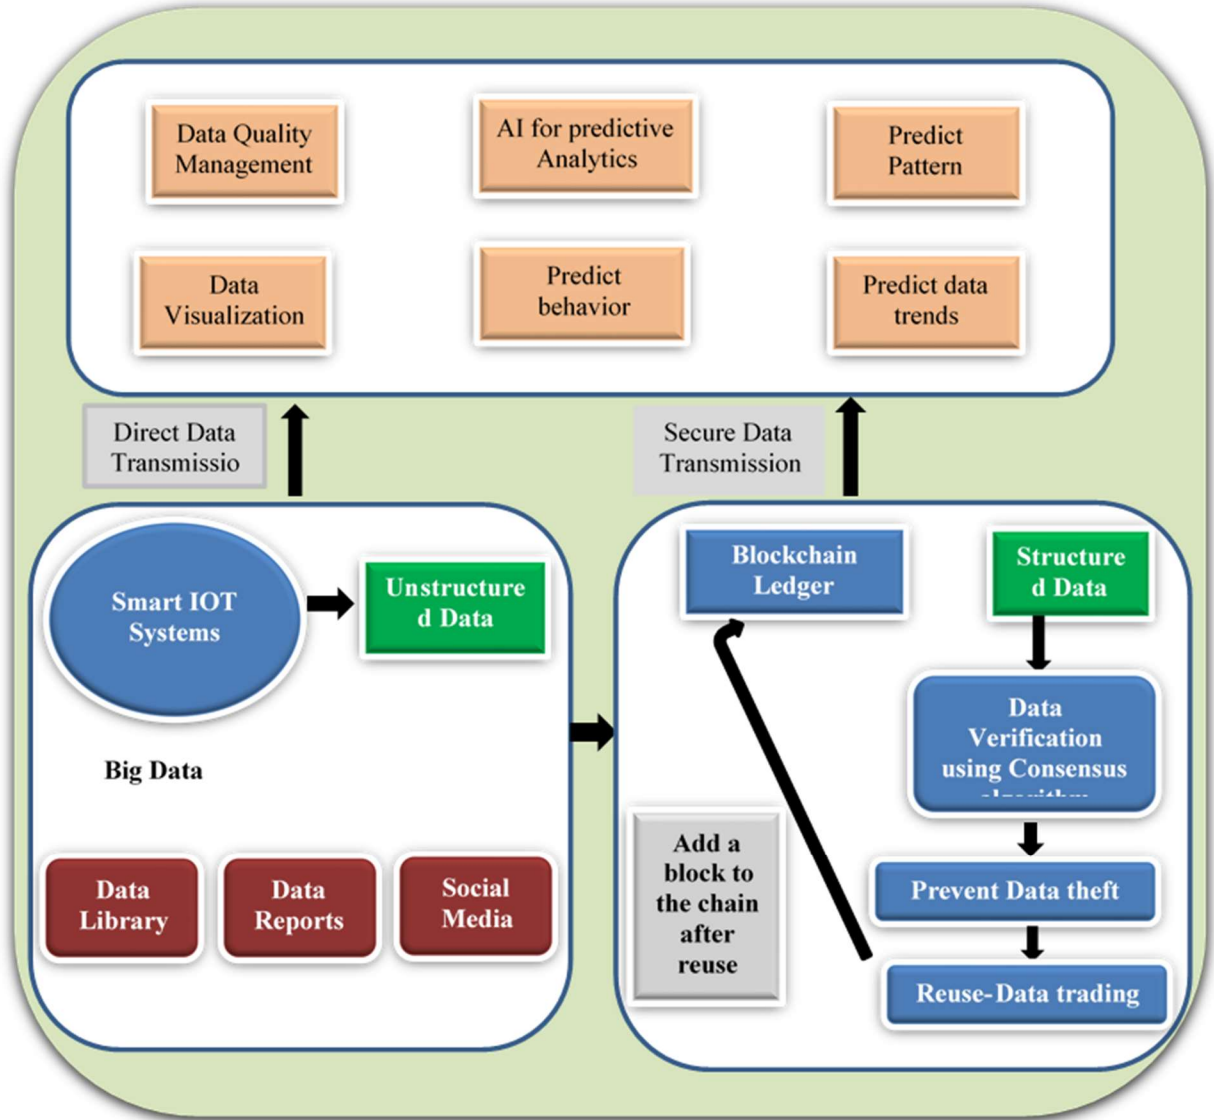 Data Quality
Management
AI for predictive
Analytics
Predict
Pattern
Data
Visualization
Predict
behavior
Predict data
trends
Direct Data
Transmissio
Secure Data
Transmission
Smart IOT
Systems
Unstructure
d Data
Big Data
Data
Library
Data
Reports
Social
Media
Blockchain
Ledger
Structure
d Data
Data
Verification
using Consensus
Prevent Data theft
Reuse-Data trading
Add a
block to
the chain
after
reuse